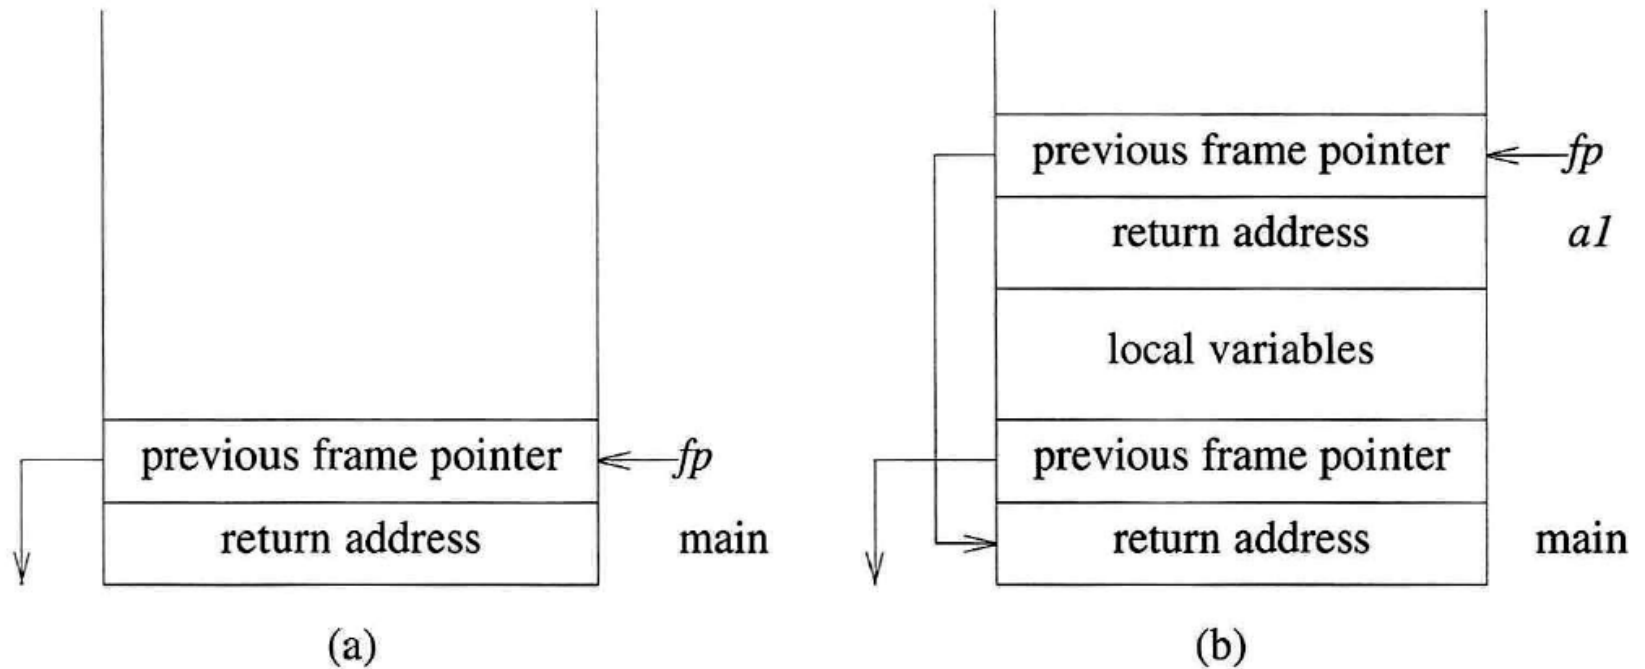 previous frame pointer
fp
return address
main
(a)
previous frame pointer
fp
return address
a1
local variables
previous frame pointer
return address
main
(b)